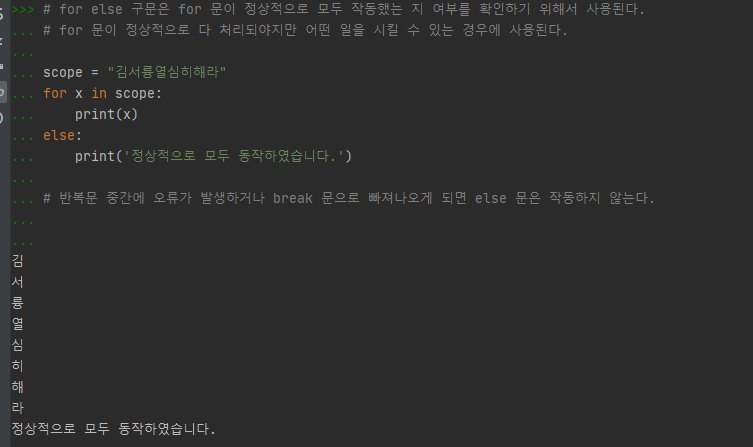 >>> # for else 구문은 for 문이 정상적으로 모두 작동했는 지 여부를 확인하기 위해서 사용된다.
... # for 문이 정상적으로 다 처리되야지만 어떤 일을 시킬 수 있는 경우에 사용된다.
...
... scope = "김서륭열심히해라"
... for x in scope:
...     print(x)
... else:
...     print('정상적으로 모두 동작하였습니다.')
...
... # 반복문 중간에 오류가 발생하거나 break 문으로 빠져나오게 되면 else 문은 작동하지 않는다.
...
...
김
서
륭
열
심
히
해
라
정상적으로 모두 동작하였습니다.